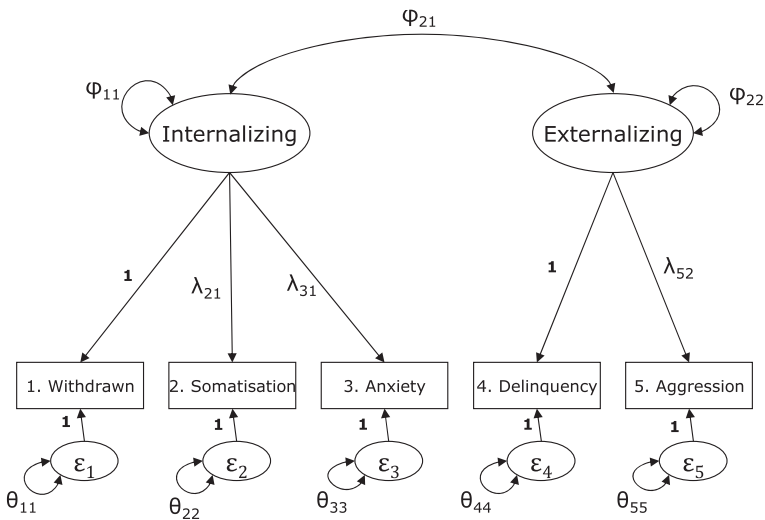 φ21
φ11
φ22
Internalizing
Externalizing
1
λ21
λ31
1
λ52
1. Withdrawn
2. Somatisation
3. Anxiety
4. Delinquency
5. Aggression
1
1
1
1
1
ε1
ε2
ε3
ε4
ε5
θ11
θ22
θ33
θ44
θ55